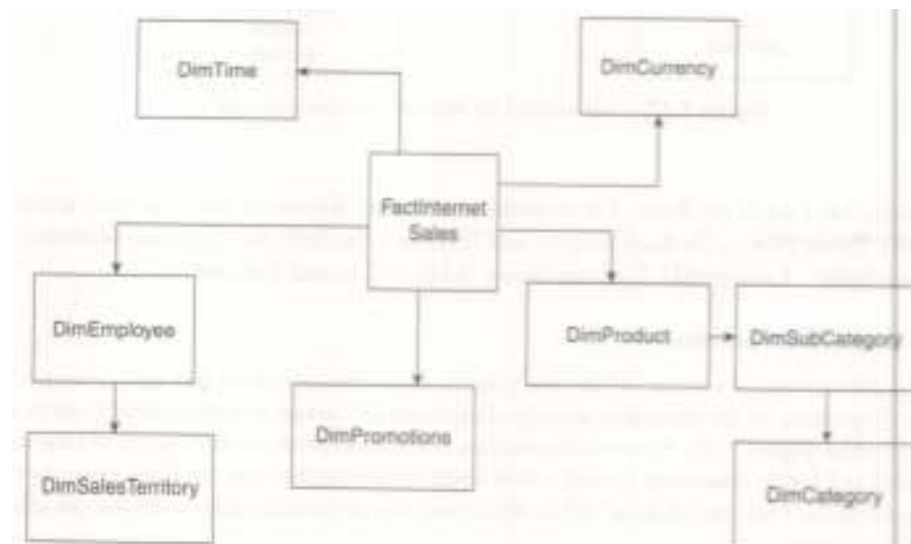 DimTime
DimCurrency
FactInternet
Sales
DimEmployee
DimProduct
DimSubCategory
DimPromotions
DimSalesTerritory
DimCategory